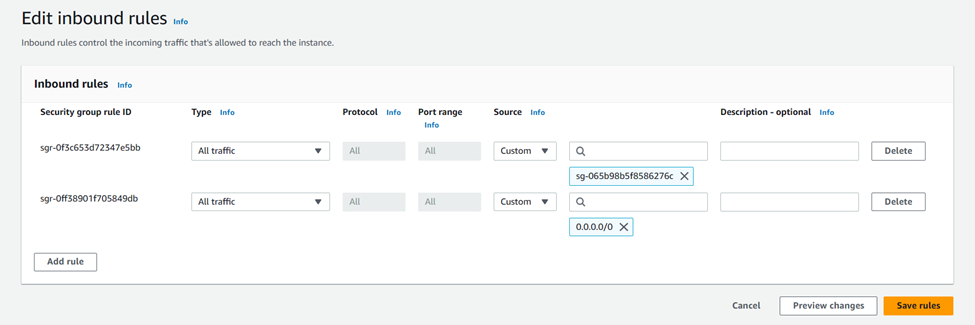 Edit inbound rules Info
Inbound rules control the incoming traffic that's allowed to reach the instance.
Inbound rules Info
Security group rule ID Type Info Protocol Info Port range Info Source Info Description - optional Info
sgr-0f3c653d72347e5bb All traffic All All Custom Delete
sg-065b98b5f8586276c
sgr-0ff38901f705849db All traffic All All Custom Delete
0.0.0.0/0
Add rule
Cancel Preview changes Save rules